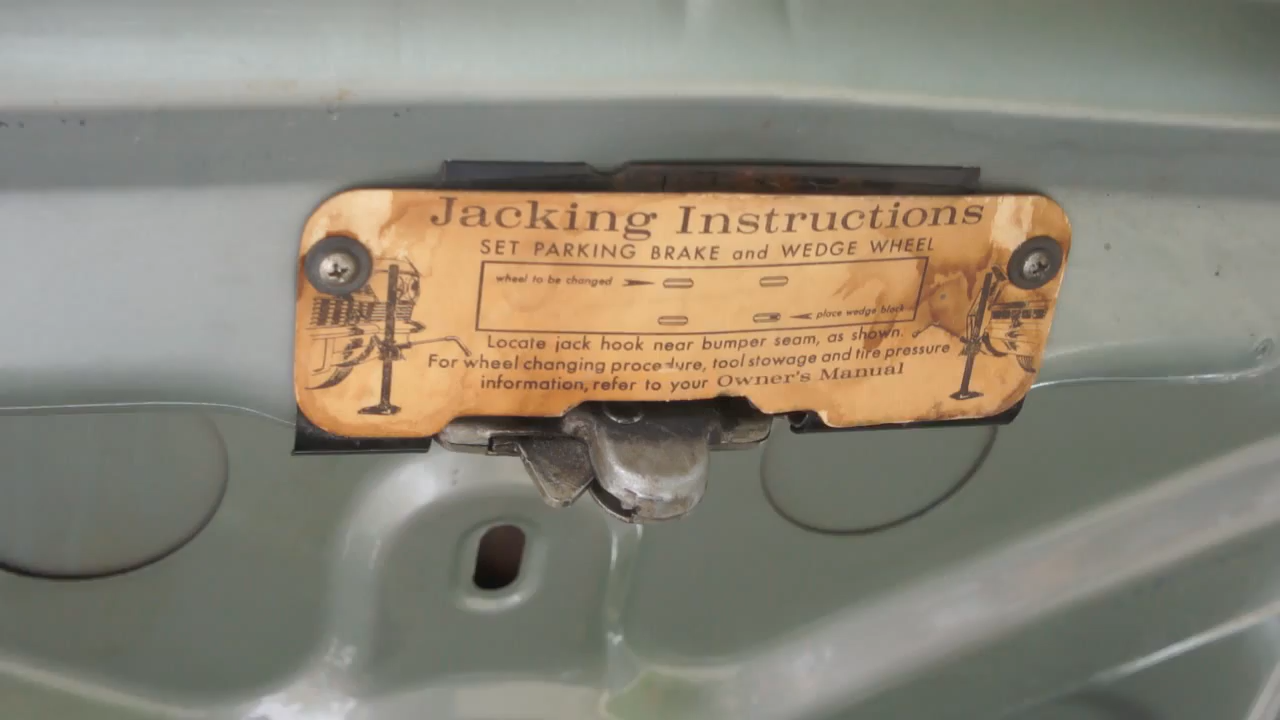 Jacking Instructions
SET PARKING BRAKE and WEDGE WHEEL
wheel to be changed
place wedge block
Locate jack hook near bumper seam, as shown.
For wheel changing procedure, tool stowage and tire pressure
information, refer to your Owner's Manual